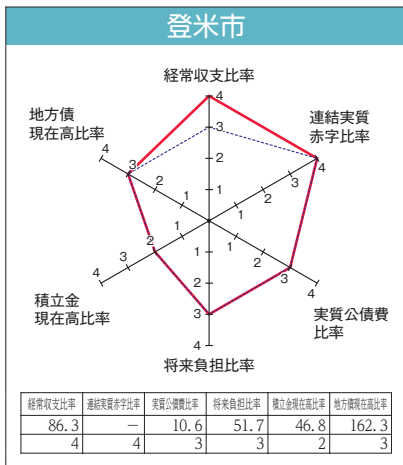 登米市
経常収支比率
連結実質
赤字比率
実質公債費
比率
将来負担比率
積立金
現在高比率
地方債
現在高比率
4
3
2
1
4
3
2
1
4
3
2
1
4
3
2
1
4
3
2
1
4
3
2
1
経常収支比率 連結実質赤字比率 実質公債費比率 将来負担比率 積立金現在高比率 地方債現在高比率
86.3 － 10.6 51.7 46.8 162.3
4 4 3 3 2 3